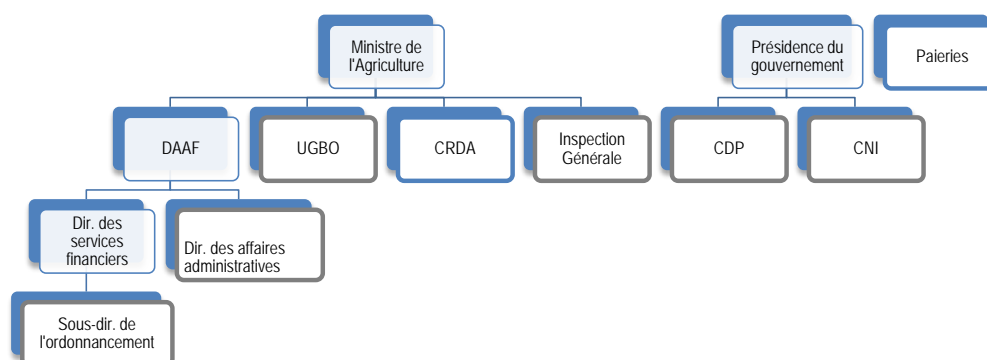 Ministre de
l'Agriculture
Présidence du
gouvernement
Paieries
DAAF
UGBO
CRDA
Inspection
Générale
CDP
CNI
Dir. des
services
financiers
Dir. des affaires
administratives
Sous-dir. de
l'ordonnancement